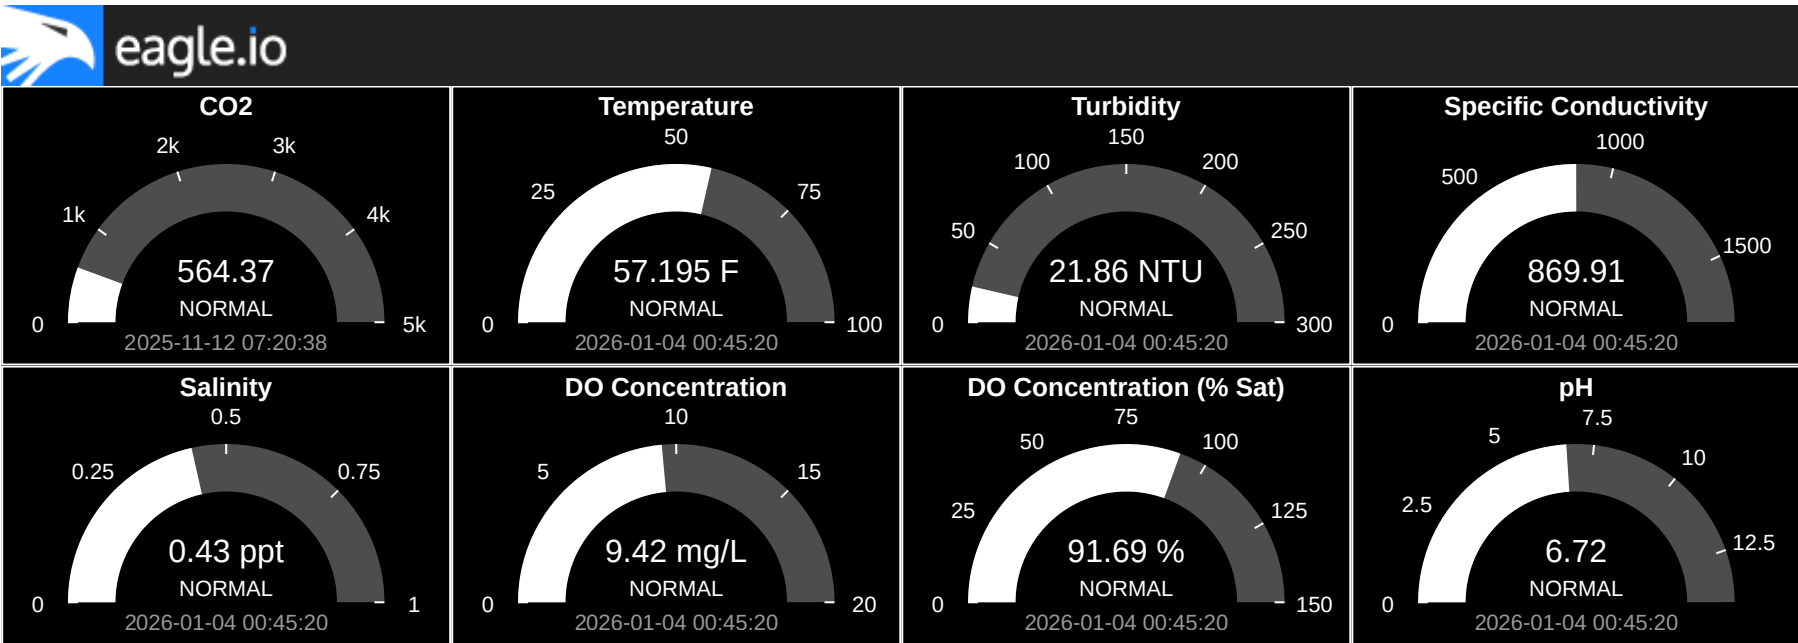 eagle.io
CO2
0
1k
2k
3k
4k
5k
564.37
NORMAL
2025-11-12 07:20:38
Temperature
0
25
50
75
100
57.195 F
NORMAL
2026-01-04 00:45:20
Turbidity
0
50
100
150
200
250
300
21.86 NTU
NORMAL
2026-01-04 00:45:20
Specific Conductivity
0
500
1000
1500
869.91
NORMAL
2026-01-04 00:45:20
Salinity
0
0.25
0.5
0.75
1
0.43 ppt
NORMAL
2026-01-04 00:45:20
DO Concentration
0
5
10
15
20
9.42 mg/L
NORMAL
2026-01-04 00:45:20
DO Concentration (% Sat)
0
25
50
75
100
125
150
91.69 %
NORMAL
2026-01-04 00:45:20
pH
0
2.5
5
7.5
10
12.5
6.72
NORMAL
2026-01-04 00:45:20